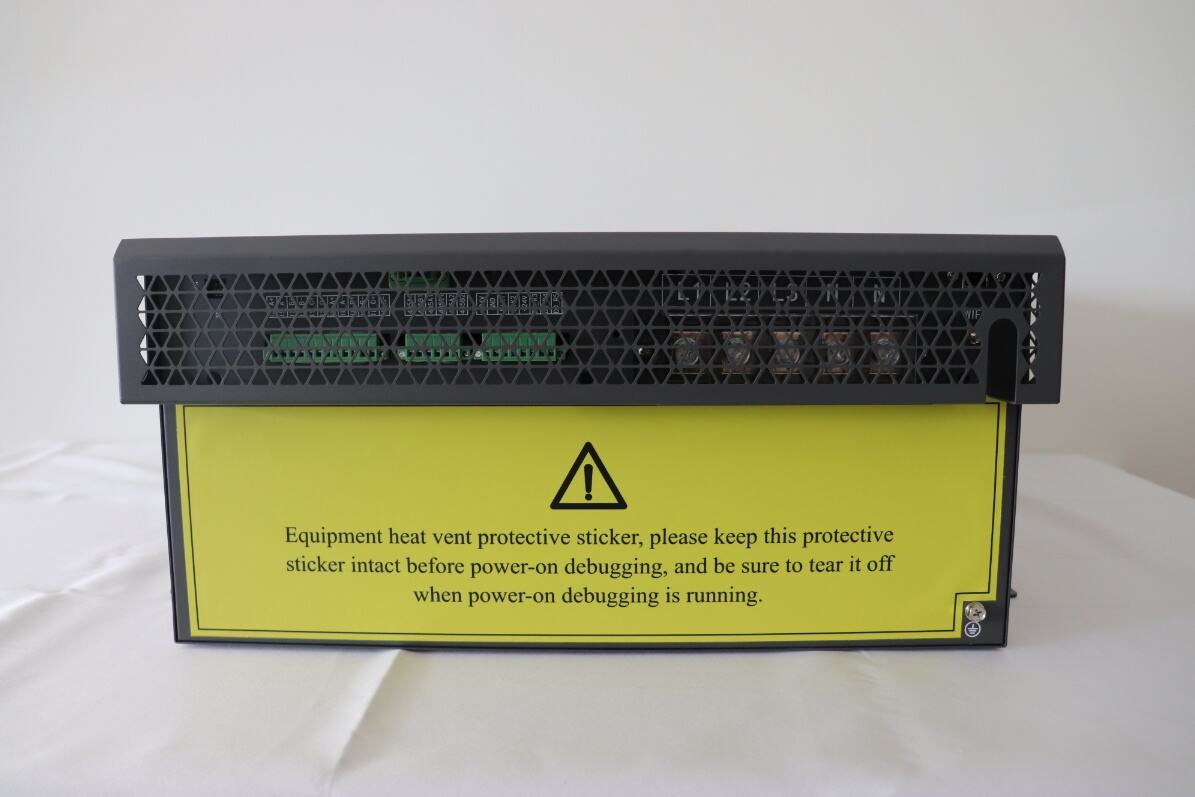 L1 L2 L3 N N
Equipment heat vent protective sticker, please keep this protective
sticker intact before power-on debugging, and be sure to tear it off
when power-on debugging is running.